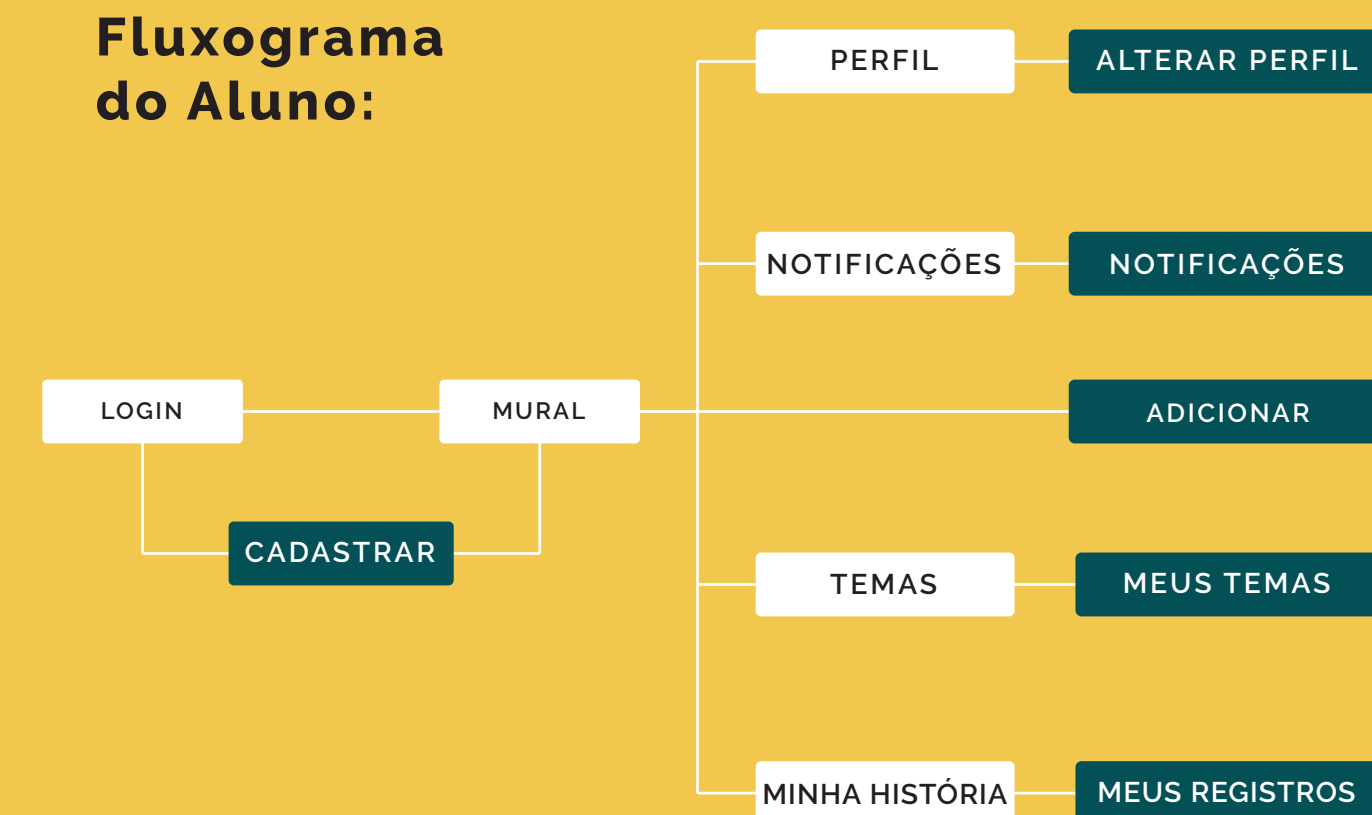 Fluxograma
do Aluno:
PERFIL
ALTERAR PERFIL
NOTIFICAÇÕES
NOTIFICAÇÕES
LOGIN
MURAL
ADICIONAR
CADASTRAR
TEMAS
MEUS TEMAS
MINHA HISTÓRIA
MEUS REGISTROS